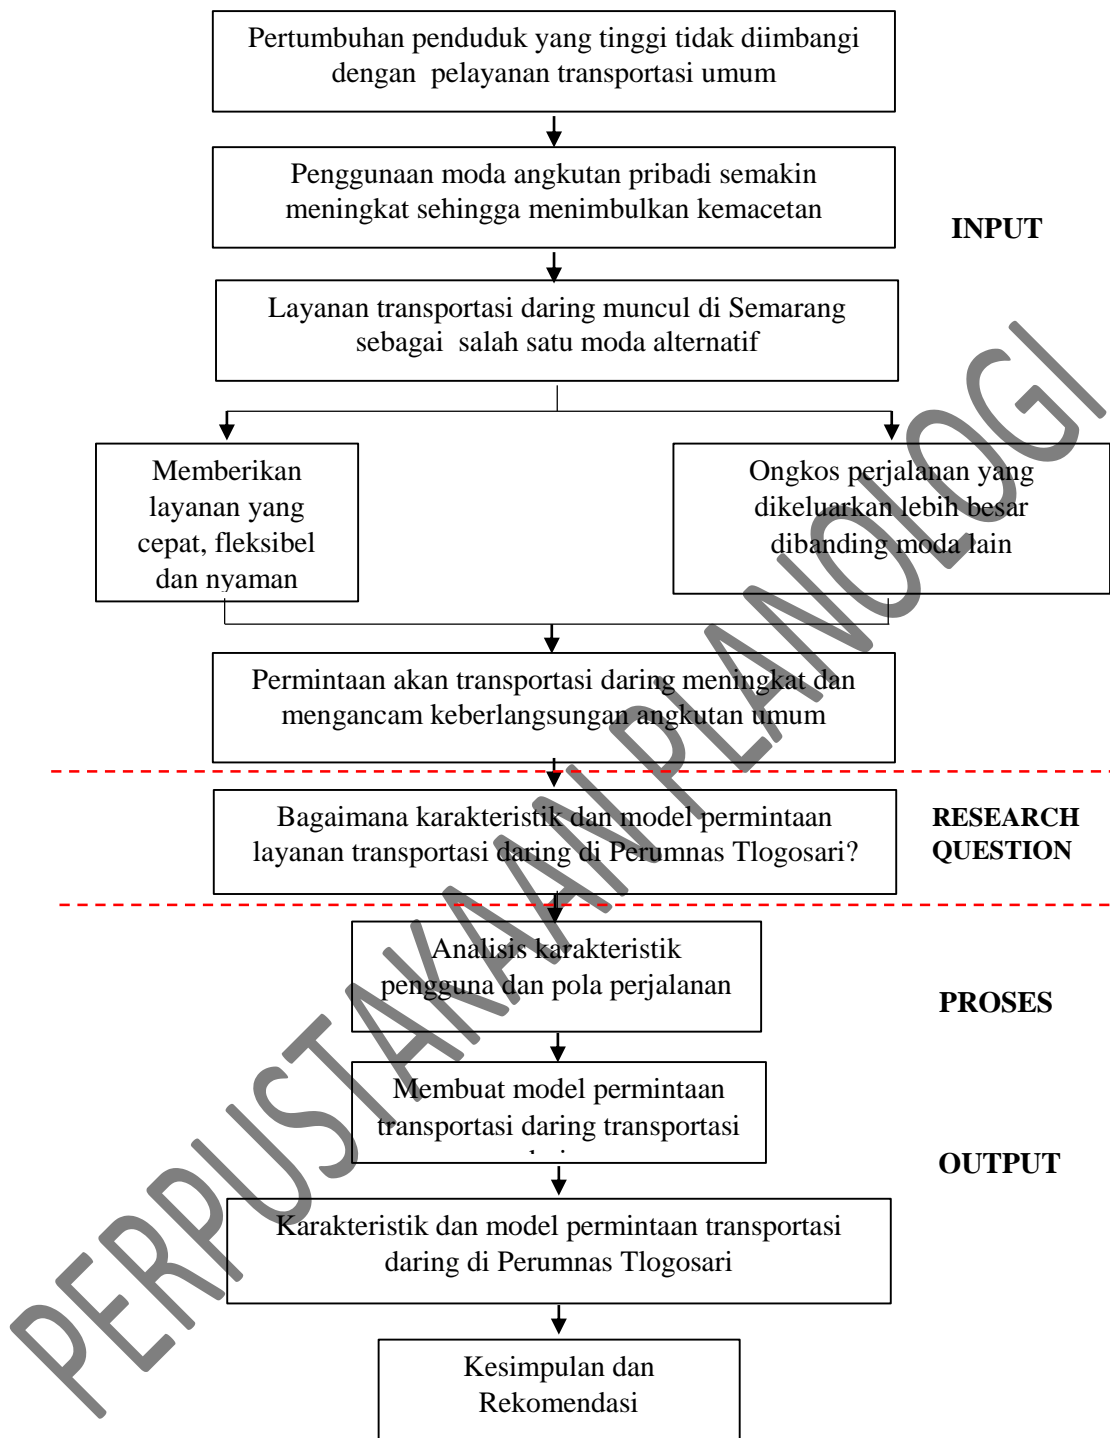 Pertumbuhan penduduk yang tinggi tidak diimbangi
dengan pelayanan transportasi umum
Penggunaan moda angkutan pribadi semakin
meningkat sehingga menimbulkan kemacetan
INPUT
Layanan transportasi daring muncul di Semarang
sebagai salah satu moda alternatif
Memberikan
layanan yang
cepat, fleksibel
dan nyaman
Ongkos perjalanan yang
dikeluarkan lebih besar
dibanding moda lain
Permintaan akan transportasi daring meningkat dan
mengancam keberlangsungan angkutan umum
Bagaimana karakteristik dan model permintaan
layanan transportasi daring di Perumnas Tlogosari?
RESEARCH
QUESTION
Analisis karakteristik
pengguna dan pola perjalanan
PROSES
Membuat model permintaan
transportasi daring transportasi
OUTPUT
Karakteristik dan model permintaan transportasi
daring di Perumnas Tlogosari
Kesimpulan dan
Rekomendasi
PERPUSTAKAAN PLANOLOGI